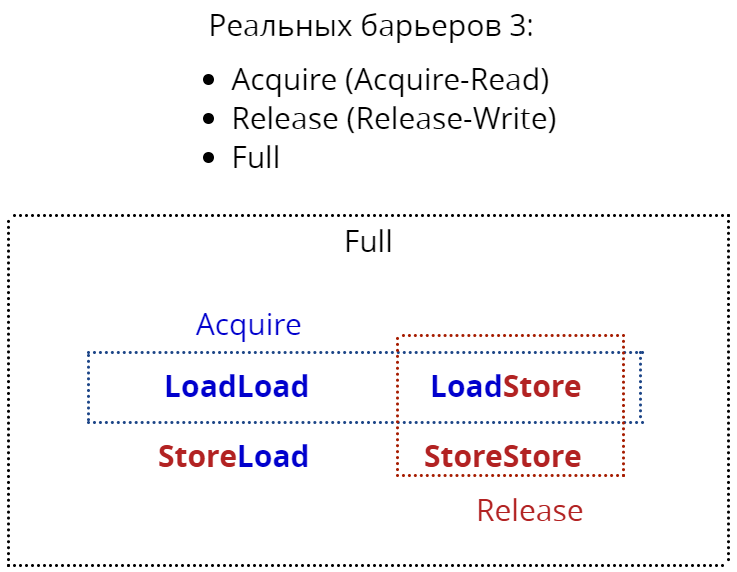 Реальных барьеров 3:
• Acquire (Acquire-Read)
• Release (Release-Write)
• Full
Full
Acquire
LoadLoad LoadStore
StoreLoad StoreStore
Release